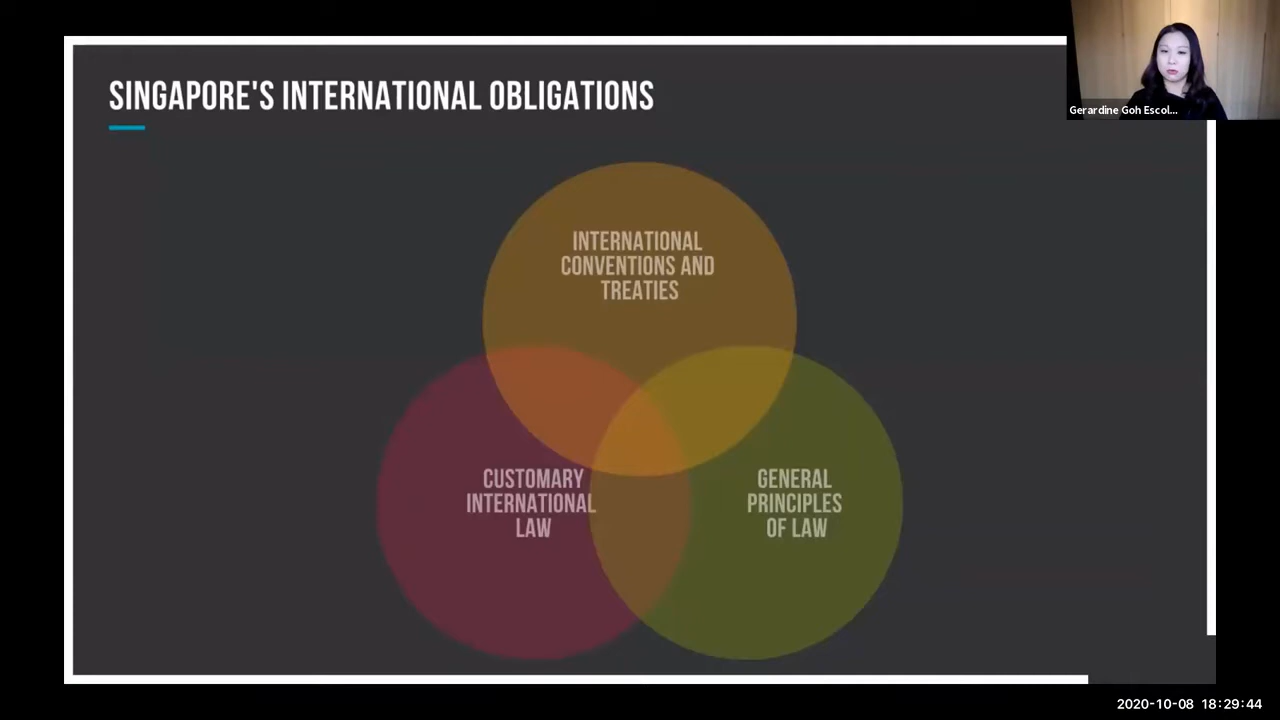 SINGAPORE'S INTERNATIONAL OBLIGATIONS
Gerardine Goh Escol...
INTERNATIONAL
CONVENTIONS AND
TREATIES
CUSTOMARY
INTERNATIONAL
LAW
GENERAL
PRINCIPLES
OF LAW
2020-10-08 18:29:44